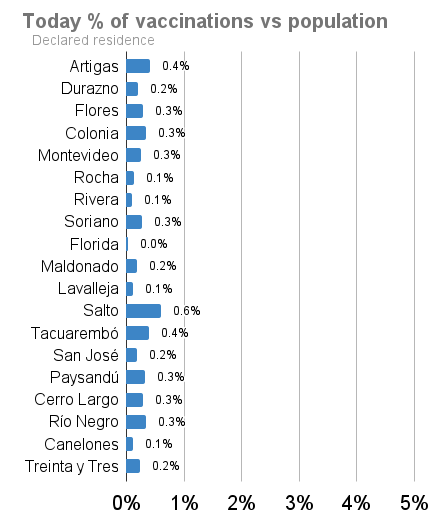 Today % of vaccinations vs population
Declared residence
Artigas 0.4%
Durazno 0.2%
Flores 0.3%
Colonia 0.3%
Montevideo 0.3%
Rocha 0.1%
Rivera 0.1%
Soriano 0.3%
Florida 0.0%
Maldonado 0.2%
Lavalleja 0.1%
Salto 0.6%
Tacuarembó 0.4%
San José 0.2%
Paysandú 0.3%
Cerro Largo 0.3%
Río Negro 0.3%
Canelones 0.1%
Treinta y Tres 0.2%
0% 1% 2% 3% 4% 5%